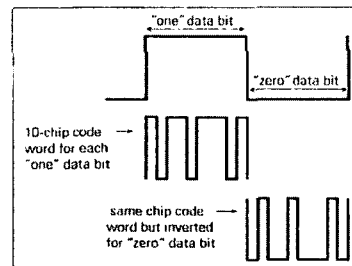 "one" data bit
"zero" data bit
10-chip code
word for each
"one" data bit
same chip code
word but inverted
for "zero" data bit